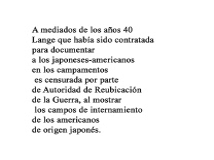 A mediados de los años 40
Lange que había sido contratada
para documentar
a los japoneses-americanos
en los campamentos
es censurada por parte
de Autoridad de Reubicación
de la Guerra, al mostrar
los campos de internamiento
de los americanos
de origen japonés.